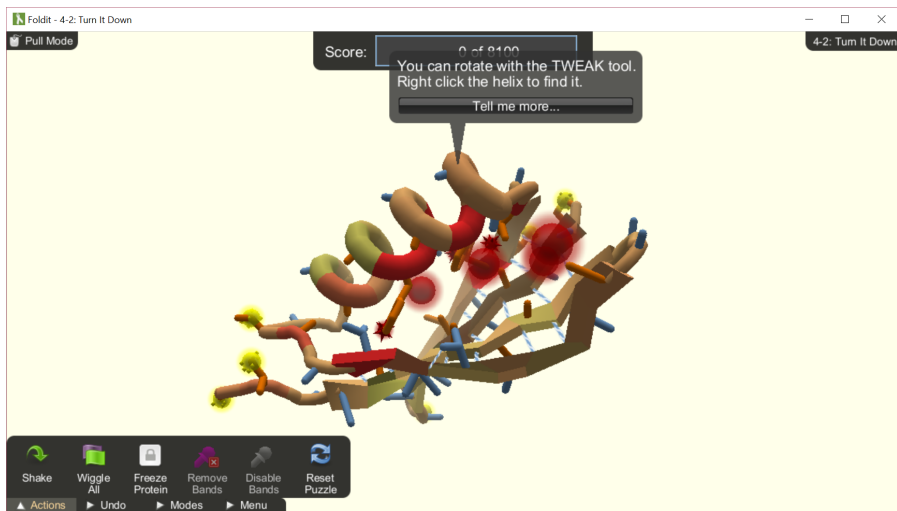 Foldit - 4-2: Turn It Down
Pull Mode
Score: 0 of 8100
4-2: Turn It Down
You can rotate with the TWEAK tool.
Right click the helix to find it.
Tell me more...
Shake
Wiggle All
Freeze Protein
Remove Bands
Disable Bands
Reset Puzzle
Actions
Undo
Modes
Menu